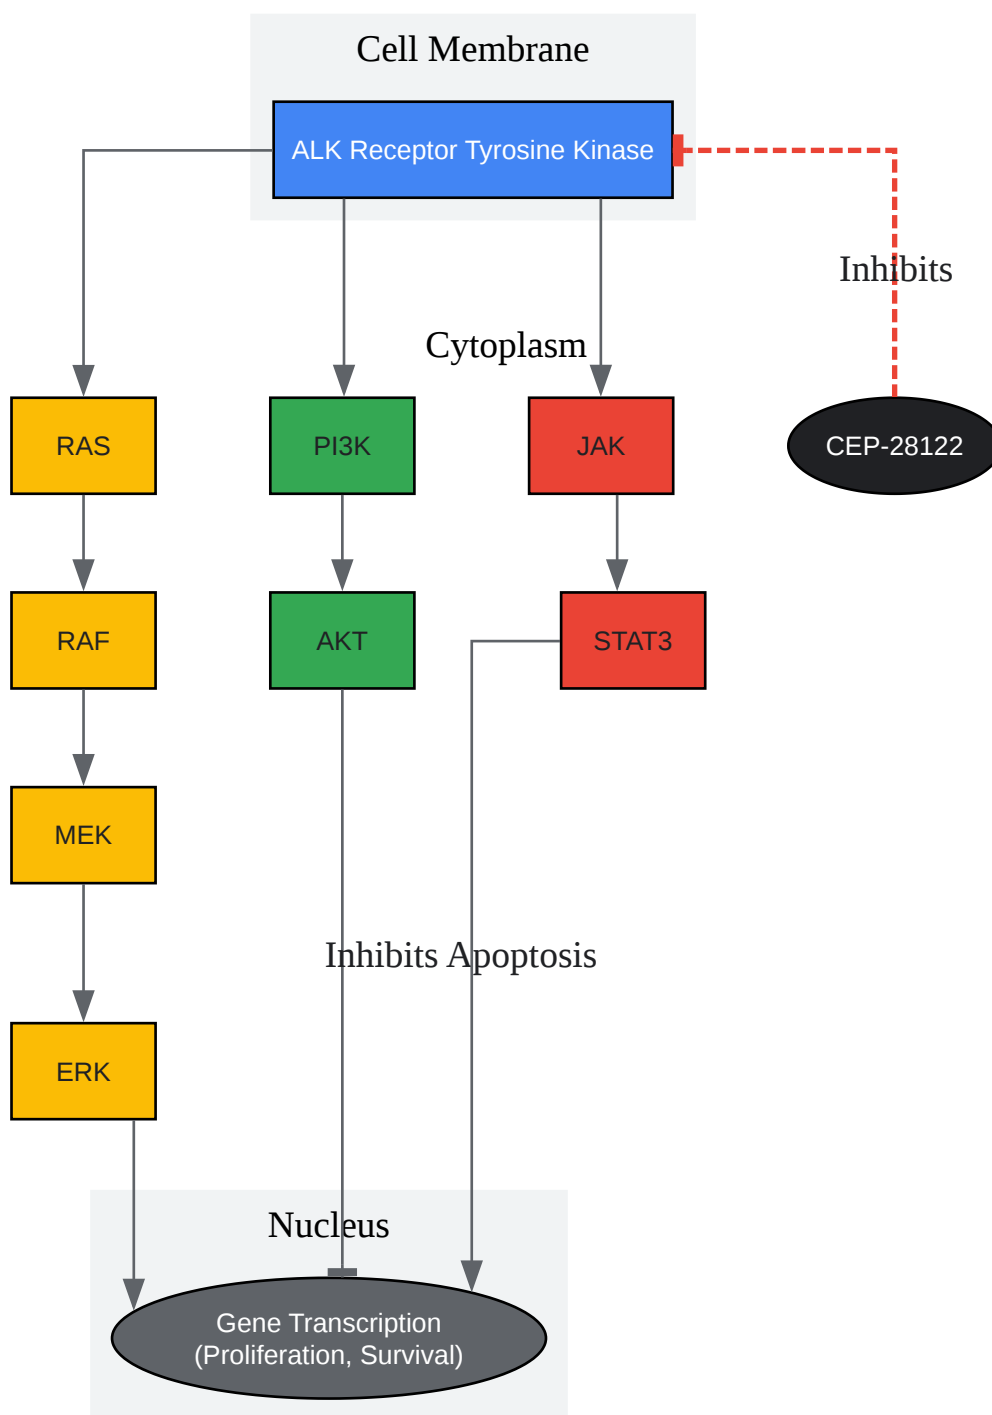 Cell Membrane
ALK Receptor Tyrosine Kinase
Inhibits
Cytoplasm
RAS
PI3K
JAK
CEP-28122
RAF
AKT
STAT3
MEK
Inhibits Apoptosis
ERK
Nucleus
Gene Transcription
(Proliferation, Survival)